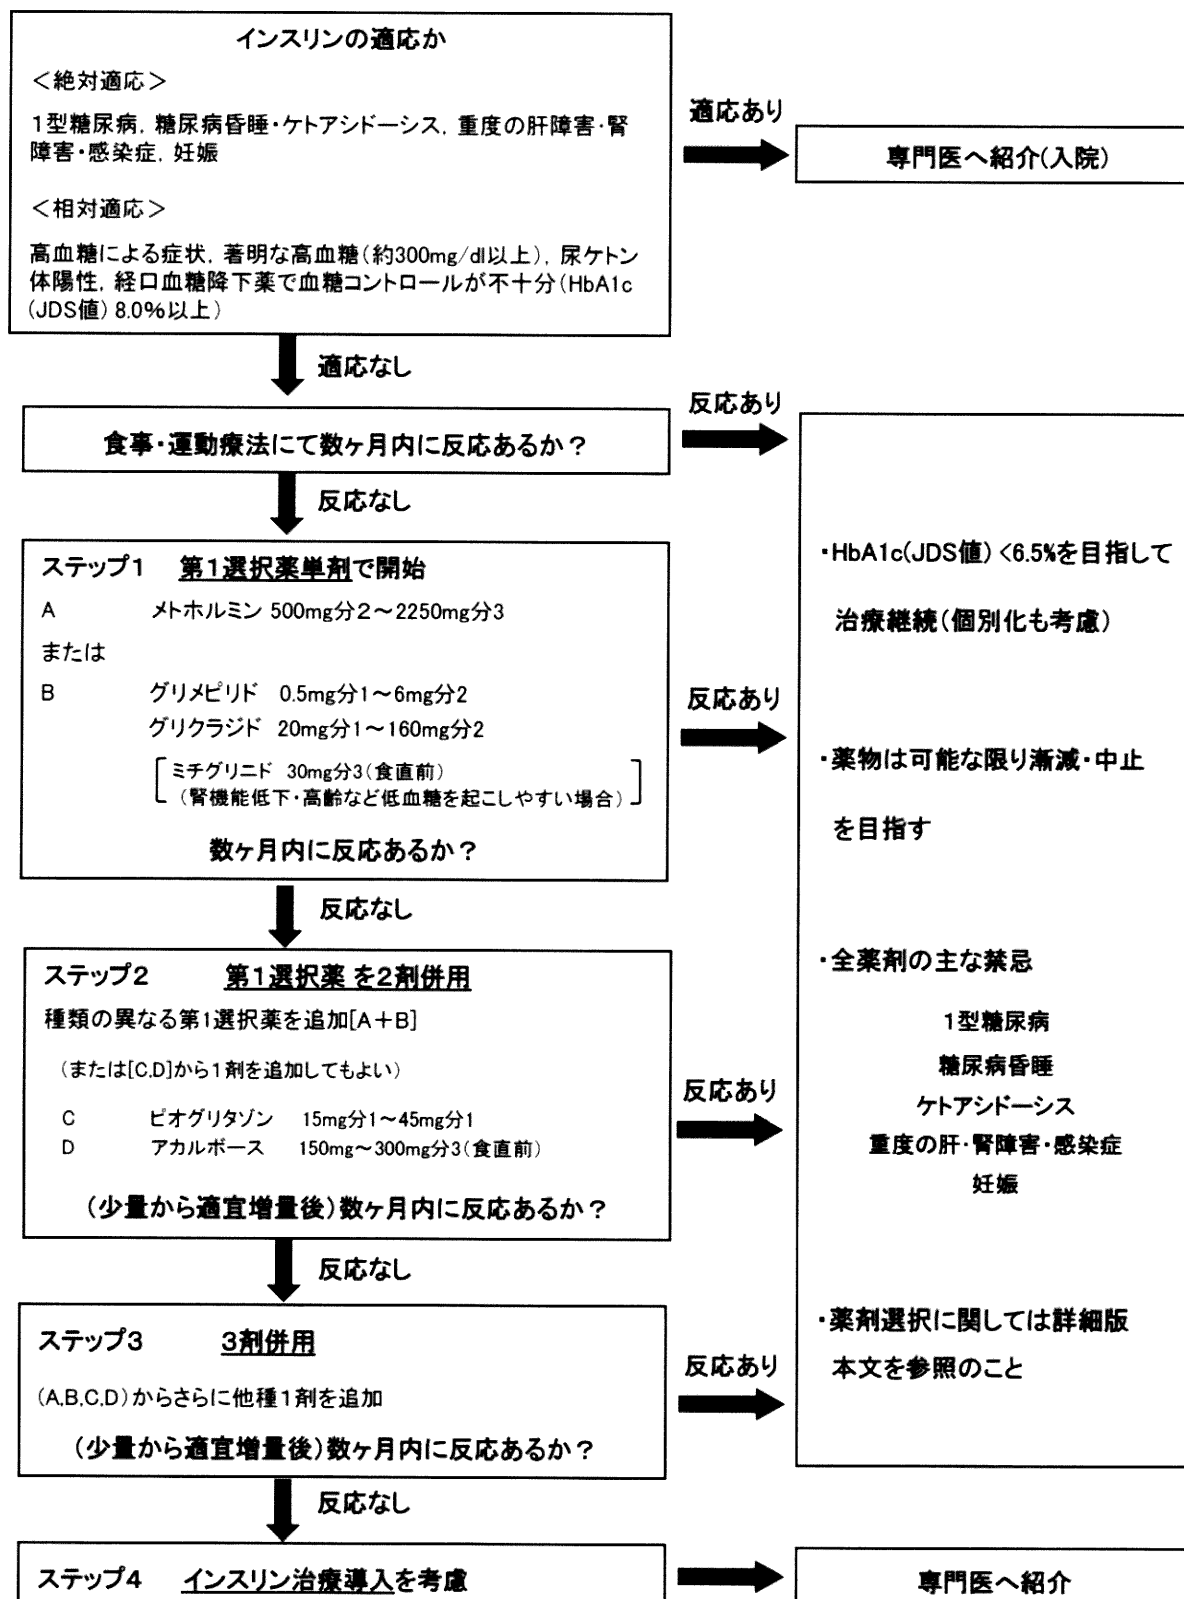 インスリンの適応か
＜絶対適応＞
1型糖尿病, 糖尿病昏睡・ケトアシドーシス, 重度の肝障害・腎
障害・感染症, 妊娠
＜相対適応＞
高血糖による症状, 著明な高血糖（約300mg/dl以上）, 尿ケトン
体陽性, 経口血糖降下薬で血糖コントロールが不十分（HbA1c
（JDS値) 8.0%以上）
適応あり
専門医へ紹介(入院)
適応なし
食事・運動療法にて数ヶ月内に反応あるか？
反応あり
反応なし
ステップ1 第1選択薬単剤で開始
A メトホルミン 500mg分2～2250mg分3
または
B グリメピリド 0.5mg分1～6mg分2
グリクラジド 20mg分1～160mg分2
ミチグリニド 30mg分3（食直前）
（腎機能低下・高齢など低血糖を起こしやすい場合）
数ヶ月内に反応あるか？
反応あり
反応なし
ステップ2 第1選択薬 を2剤併用
種類の異なる第1選択薬を追加[A＋B]
（または[C,D]から1剤を追加してもよい）
C ピオグリタゾン 15mg分1～45mg分1
D アカルボース 150mg～300mg分3（食直前）
（少量から適宜増量後）数ヶ月内に反応あるか？
反応あり
反応なし
ステップ3 3剤併用
（A,B,C,D）からさらに他種1剤を追加
（少量から適宜増量後）数ヶ月内に反応あるか？
反応あり
反応なし
ステップ4 インスリン治療導入を考慮
専門医へ紹介
・HbA1c(JDS値) <6.5%を目指して
治療継続（個別化も考慮）
・薬物は可能な限り漸減・中止
を目指す
・全薬剤の主な禁忌
1型糖尿病
糖尿病昏睡
ケトアシドーシス
重度の肝・腎障害・感染症
妊娠
・薬剤選択に関しては詳細版
本文を参照のこと